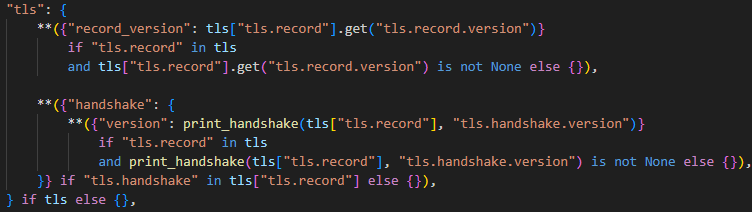 "tls": {
    **({"record_version": tls["tls.record"].get("tls.record.version")}
        if "tls.record" in tls
        and tls["tls.record"].get("tls.record.version") is not None else {}),

    **({"handshake": {
        **({"version": print_handshake(tls["tls.record"], "tls.handshake.version")}
            if "tls.record" in tls
            and print_handshake(tls["tls.record"], "tls.handshake.version") is not None else {}),
    }} if "tls.handshake" in tls["tls.record"] else {}),
} if tls else {},